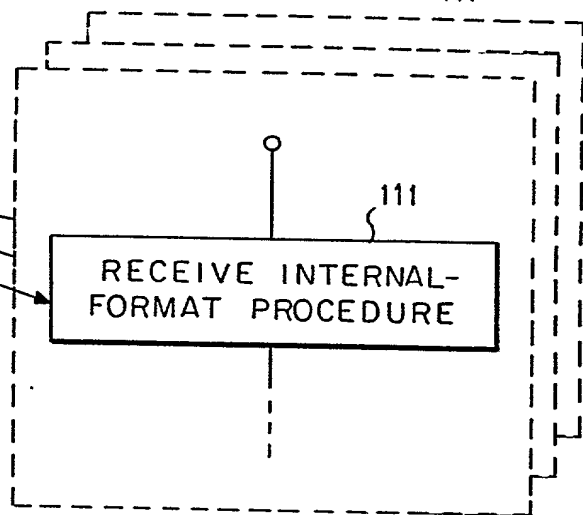 111
RECEIVE INTERNAL-
FORMAT PROCEDURE